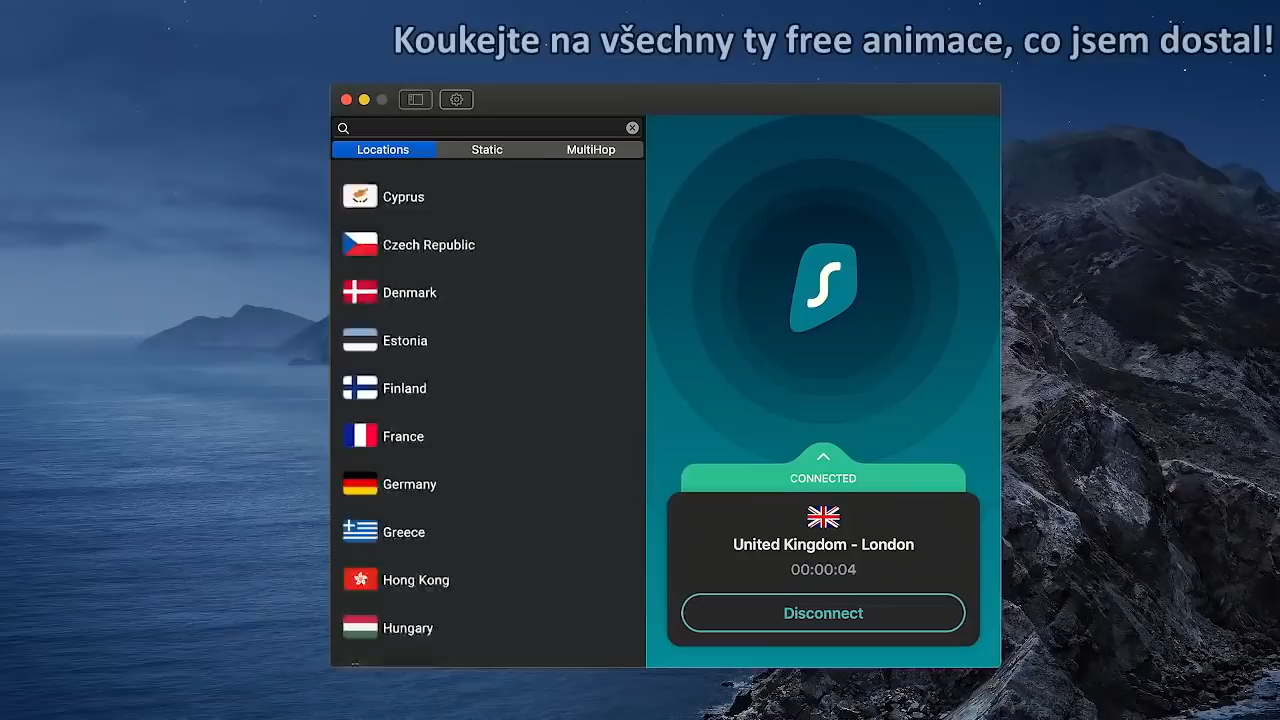 Koukejte na všechny ty free animace, co jsem dostal!
Locations
Static
MultiHop
Cyprus
Czech Republic
Denmark
Estonia
Finland
France
Germany
Greece
Hong Kong
Hungary
CONNECTED
United Kingdom - London
00:00:04
Disconnect